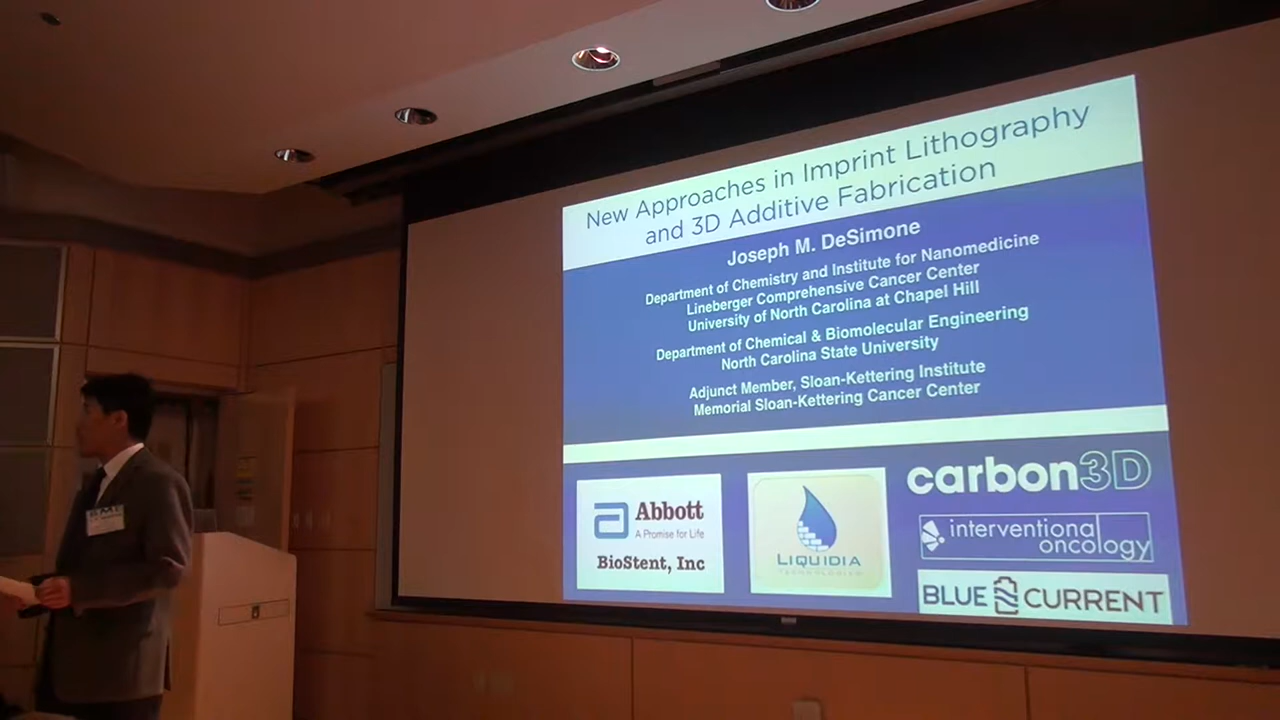 New Approaches in Imprint Lithography
and 3D Additive Fabrication
Joseph M. DeSimone
Department of Chemistry and Institute for Nanomedicine
Lineberger Comprehensive Cancer Center
University of North Carolina at Chapel Hill
Department of Chemical & Biomolecular Engineering
North Carolina State University
Adjunct Member, Sloan-Kettering Institute
Memorial Sloan-Kettering Cancer Center
Abbott
A Promise for Life
BioStent, Inc
LIQUIDIA
TECHNOLOGIES
carbon3D
interventional
oncology
BLUE CURRENT
BME